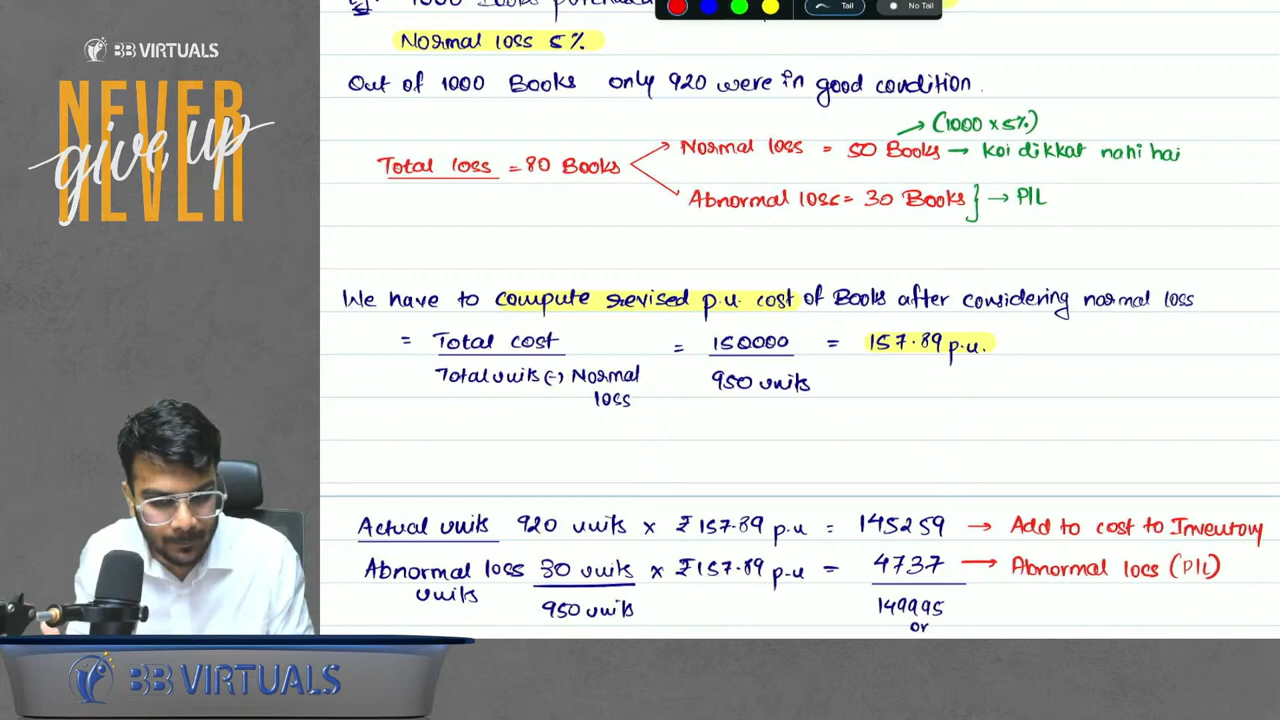 BB VIRTUALS
NEVER
give up
NEVER
Tail
No Tail
1000 Books purchased
Normal loss 5%
Out of 1000 Books only 920 were in good condition.
→ (1000 x 5%)
Total loss = 80 Books
Normal loss = 50 Books → Koi dikkat nahi hai
Abnormal loss = 30 Books } → P/L
We have to compute revised p.u. cost of Books after considering normal loss
= Total cost = 150000 = 157.89 p.u.
Total units (-) Normal loss 950 units
Actual units 920 units x ₹157.89 p.u = 145259 → Add to cost to Inventory
Abnormal loss units 30 units x ₹157.89 p.u = 4737 → Abnormal loss (P/L)
950 units 149995
or
BB VIRTUALS